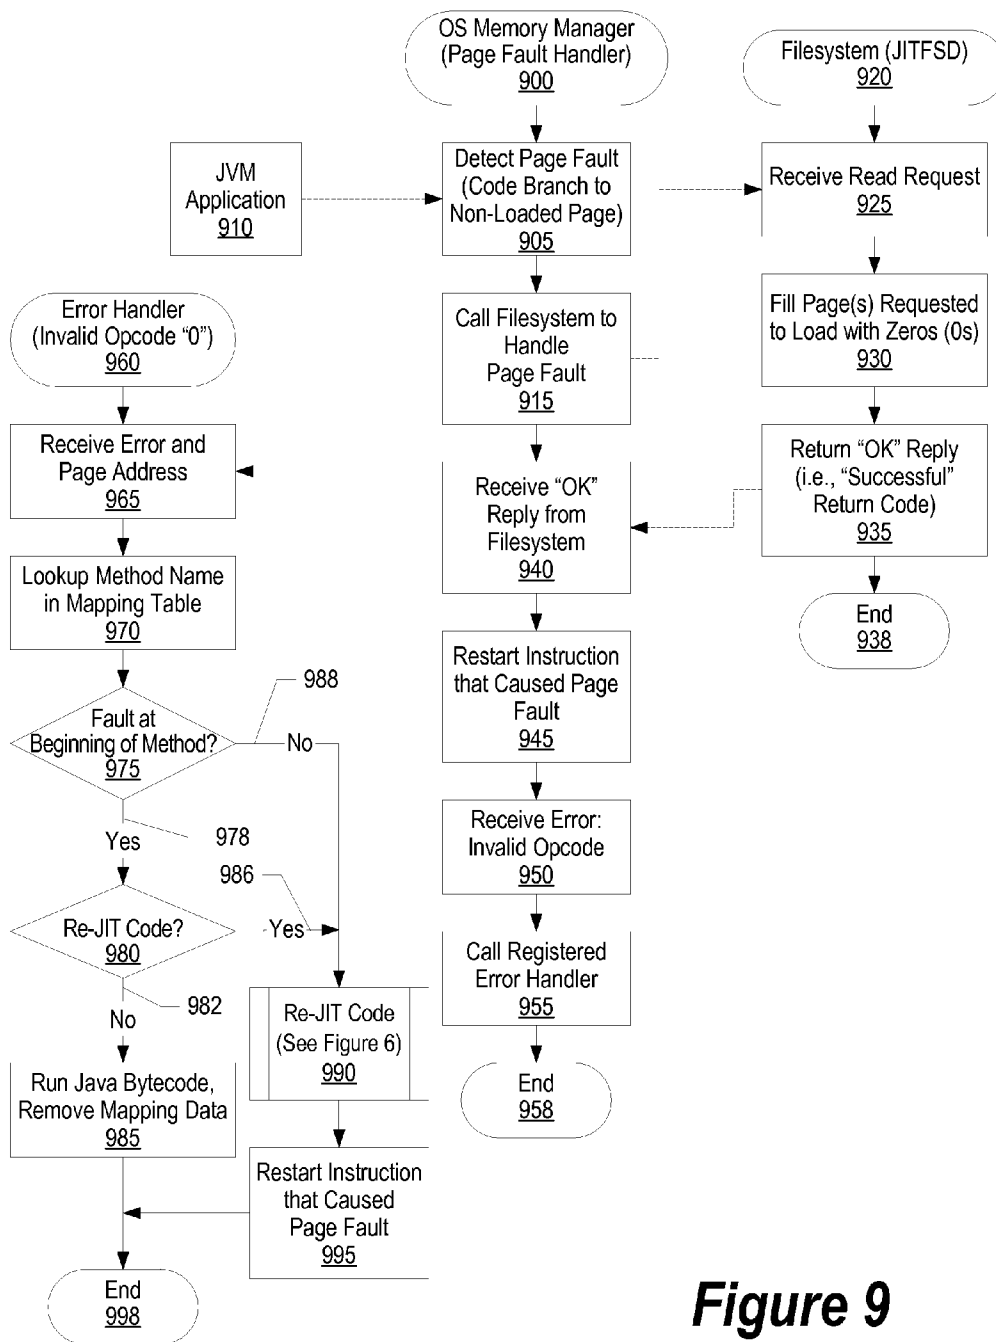 OS Memory Manager
(Page Fault Handler)
900
Filesystem (JITFSD)
920
JVM
Application
910
Detect Page Fault
(Code Branch to
Non-Loaded Page)
905
Receive Read Request
925
Error Handler
(Invalid Opcode “0”)
960
Call Filesystem to
Handle
Page Fault
915
Fill Page(s) Requested
to Load with Zeros (0s)
930
Receive Error and
Page Address
965
Receive “OK”
Reply from
Filesystem
940
Return “OK” Reply
(i.e., “Successful”
Return Code)
935
Lookup Method Name
in Mapping Table
970
End
938
Restart Instruction
that Caused Page
Fault
945
988
Fault at
Beginning of Method?
975
No
978
Yes
Receive Error:
Invalid Opcode
950
986
Re-JIT Code?
980
Yes
Call Registered
Error Handler
955
982
No
Re-JIT Code
(See Figure 6)
990
End
958
Run Java Bytecode,
Remove Mapping Data
985
Restart Instruction
that Caused
Page Fault
995
End
998
Figure 9